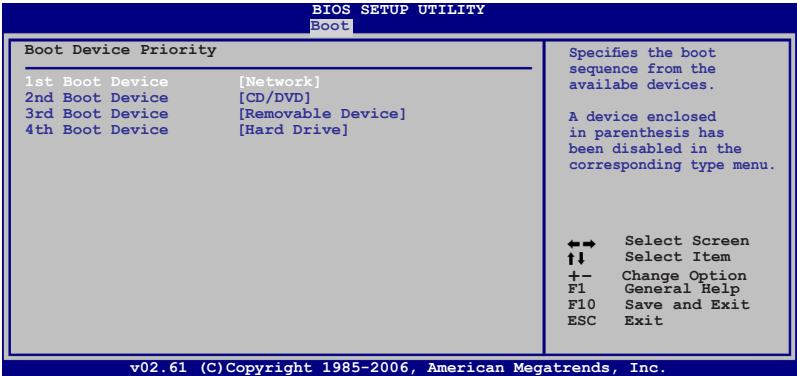 BIOS SETUP UTILITY
Boot
Boot Device Priority
1st Boot Device [Network]
2nd Boot Device [CD/DVD]
3rd Boot Device [Removable Device]
4th Boot Device [Hard Drive]
Specifies the boot
sequence from the
availabe devices.
A device enclosed
in parenthesis has
been disabled in the
corresponding type menu.
←→ Select Screen
↑↓ Select Item
+- Change Option
F1 General Help
F10 Save and Exit
ESC Exit
v02.61 (C)Copyright 1985-2006, American Megatrends, Inc.